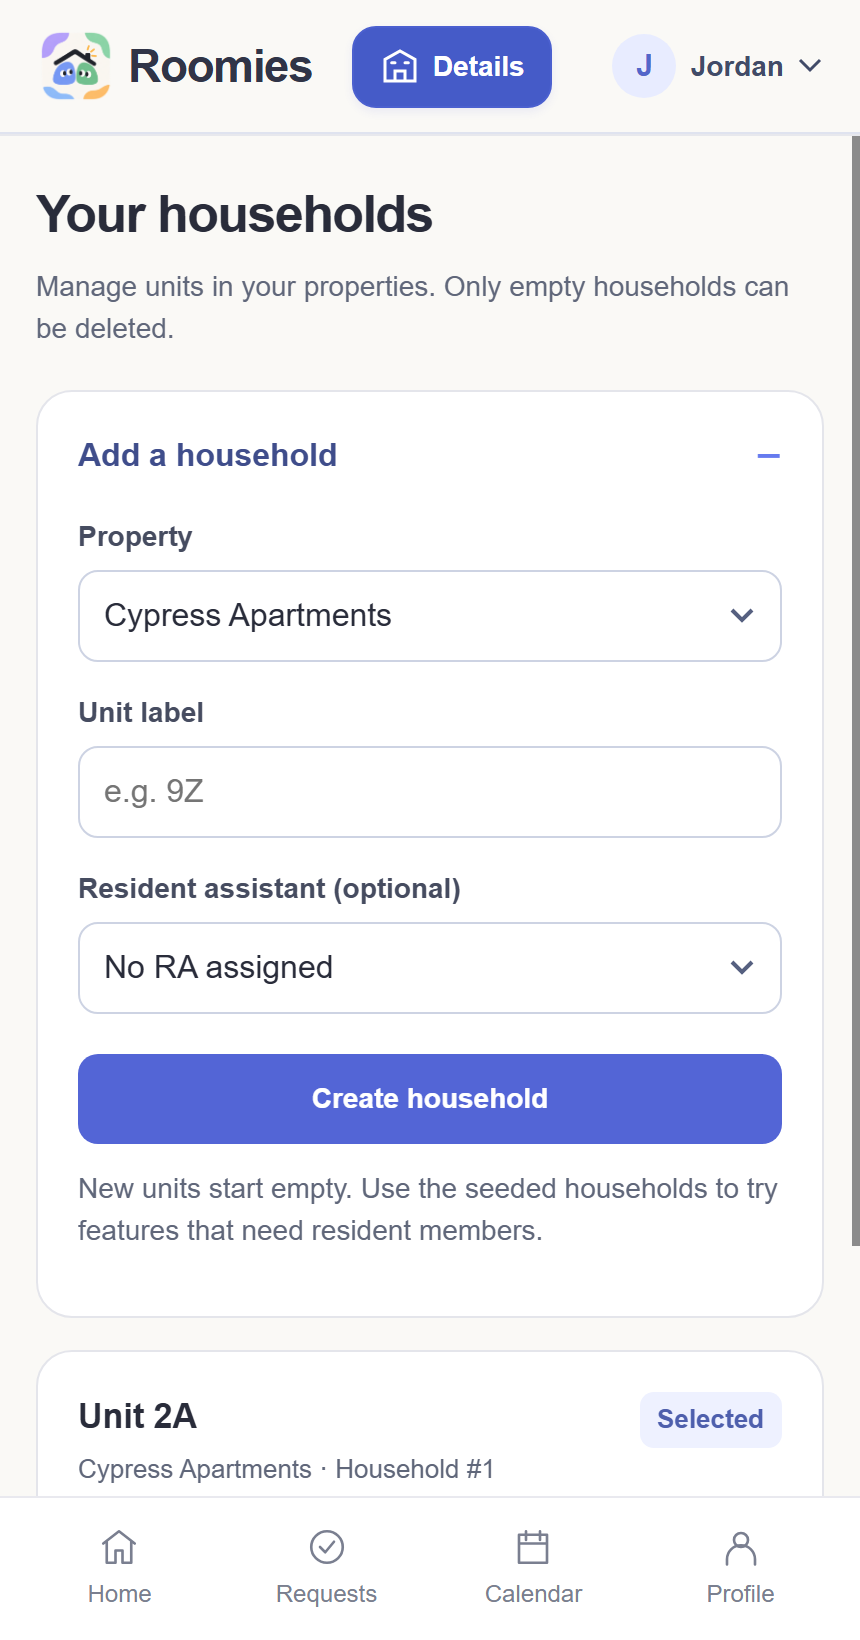 Roomies
Details
J
Jordan
Your households
Manage units in your properties. Only empty households can
be deleted.
Add a household
Property
Cypress Apartments
Unit label
e.g. 9Z
Resident assistant (optional)
No RA assigned
Create household
New units start empty. Use the seeded households to try
features that need resident members.
Unit 2A
Selected
Cypress Apartments · Household #1
Home
Requests
Calendar
Profile